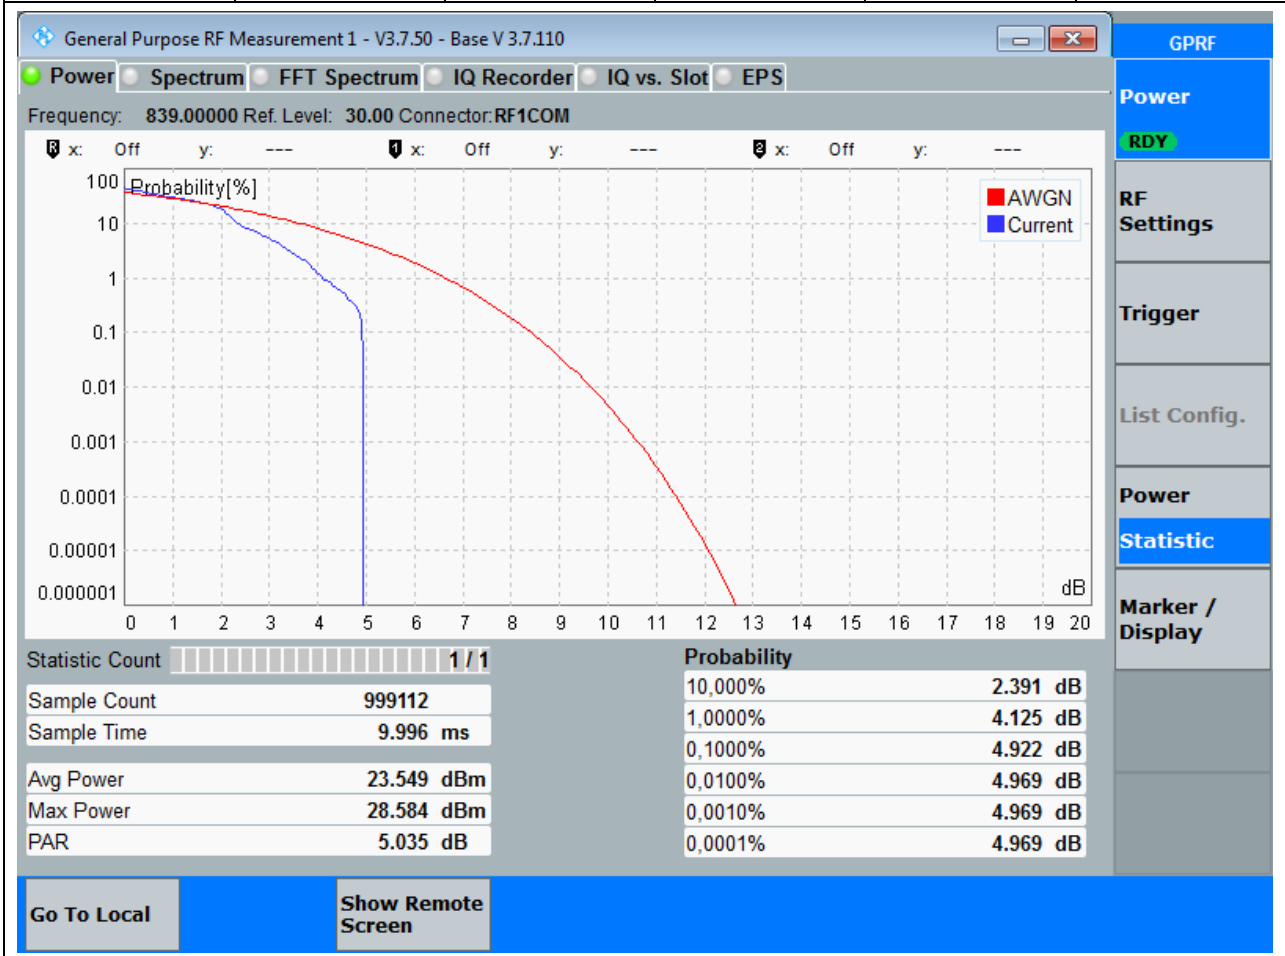 General Purpose RF Measurement 1 - V3.7.50 - Base V 3.7.110
GPRF
Power Spectrum FFT Spectrum IQ Recorder IQ vs. Slot EPS
Power
RDY
Frequency: 839.00000 Ref. Level: 30.00 Connector:RF1COM
R x: Off y: --- 1 x: Off y: --- 2 x: Off y: ---
Probability[%]
100
10
1
0.1
0.01
0.001
0.0001
0.00001
0.000001
AWGN
Current
dB
0 1 2 3 4 5 6 7 8 9 10 11 12 13 14 15 16 17 18 19 20
RF
Settings
Trigger
List Config.
Power
Statistic
Marker /
Display
Statistic Count 1 / 1
Sample Count 999112
Sample Time 9.996 ms
Avg Power 23.549 dBm
Max Power 28.584 dBm
PAR 5.035 dB
Probability
10,000% 2.391 dB
1,0000% 4.125 dB
0,1000% 4.922 dB
0,0100% 4.969 dB
0,0010% 4.969 dB
0,0001% 4.969 dB
Go To Local
Show Remote
Screen